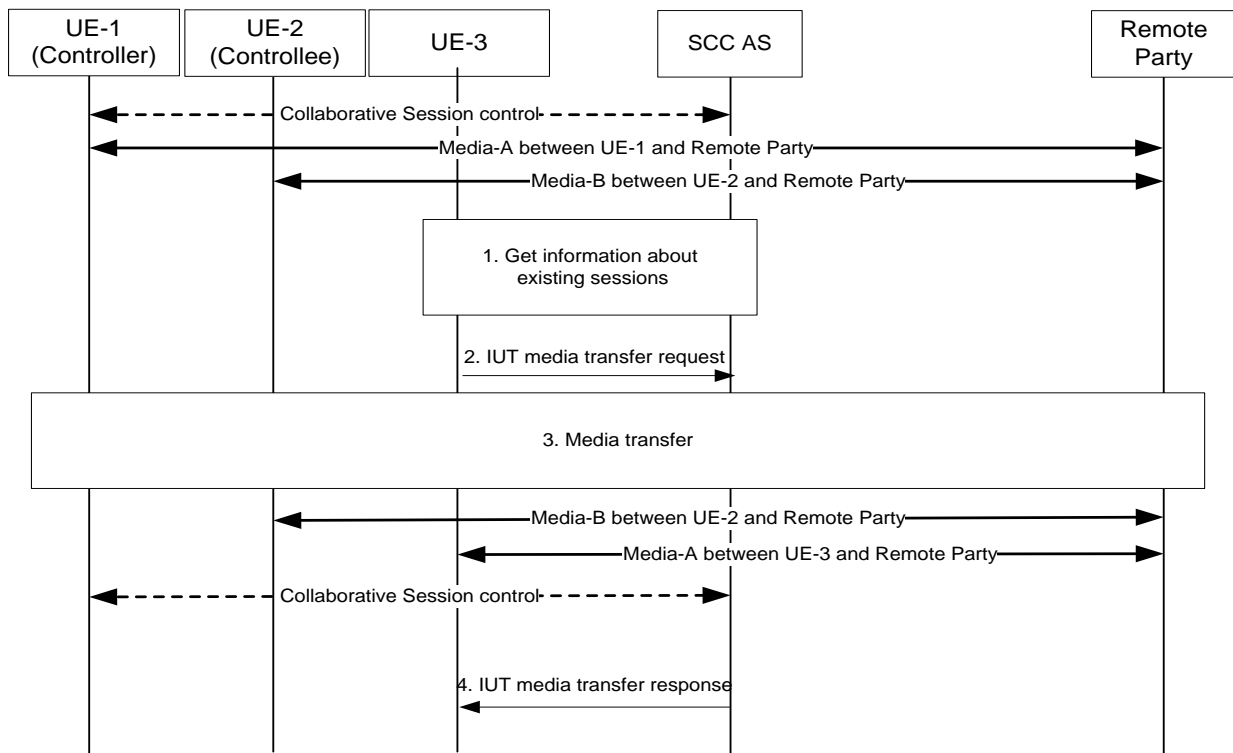 UE-1
(Controller)
UE-2
(Controllee)
UE-3
SCC AS
Remote
Party
Collaborative Session control
Media-A between UE-1 and Remote Party
Media-B between UE-2 and Remote Party
1. Get information about
existing sessions
2. IUT media transfer request
3. Media transfer
Media-B between UE-2 and Remote Party
Media-A between UE-3 and Remote Party
Collaborative Session control
4. IUT media transfer response